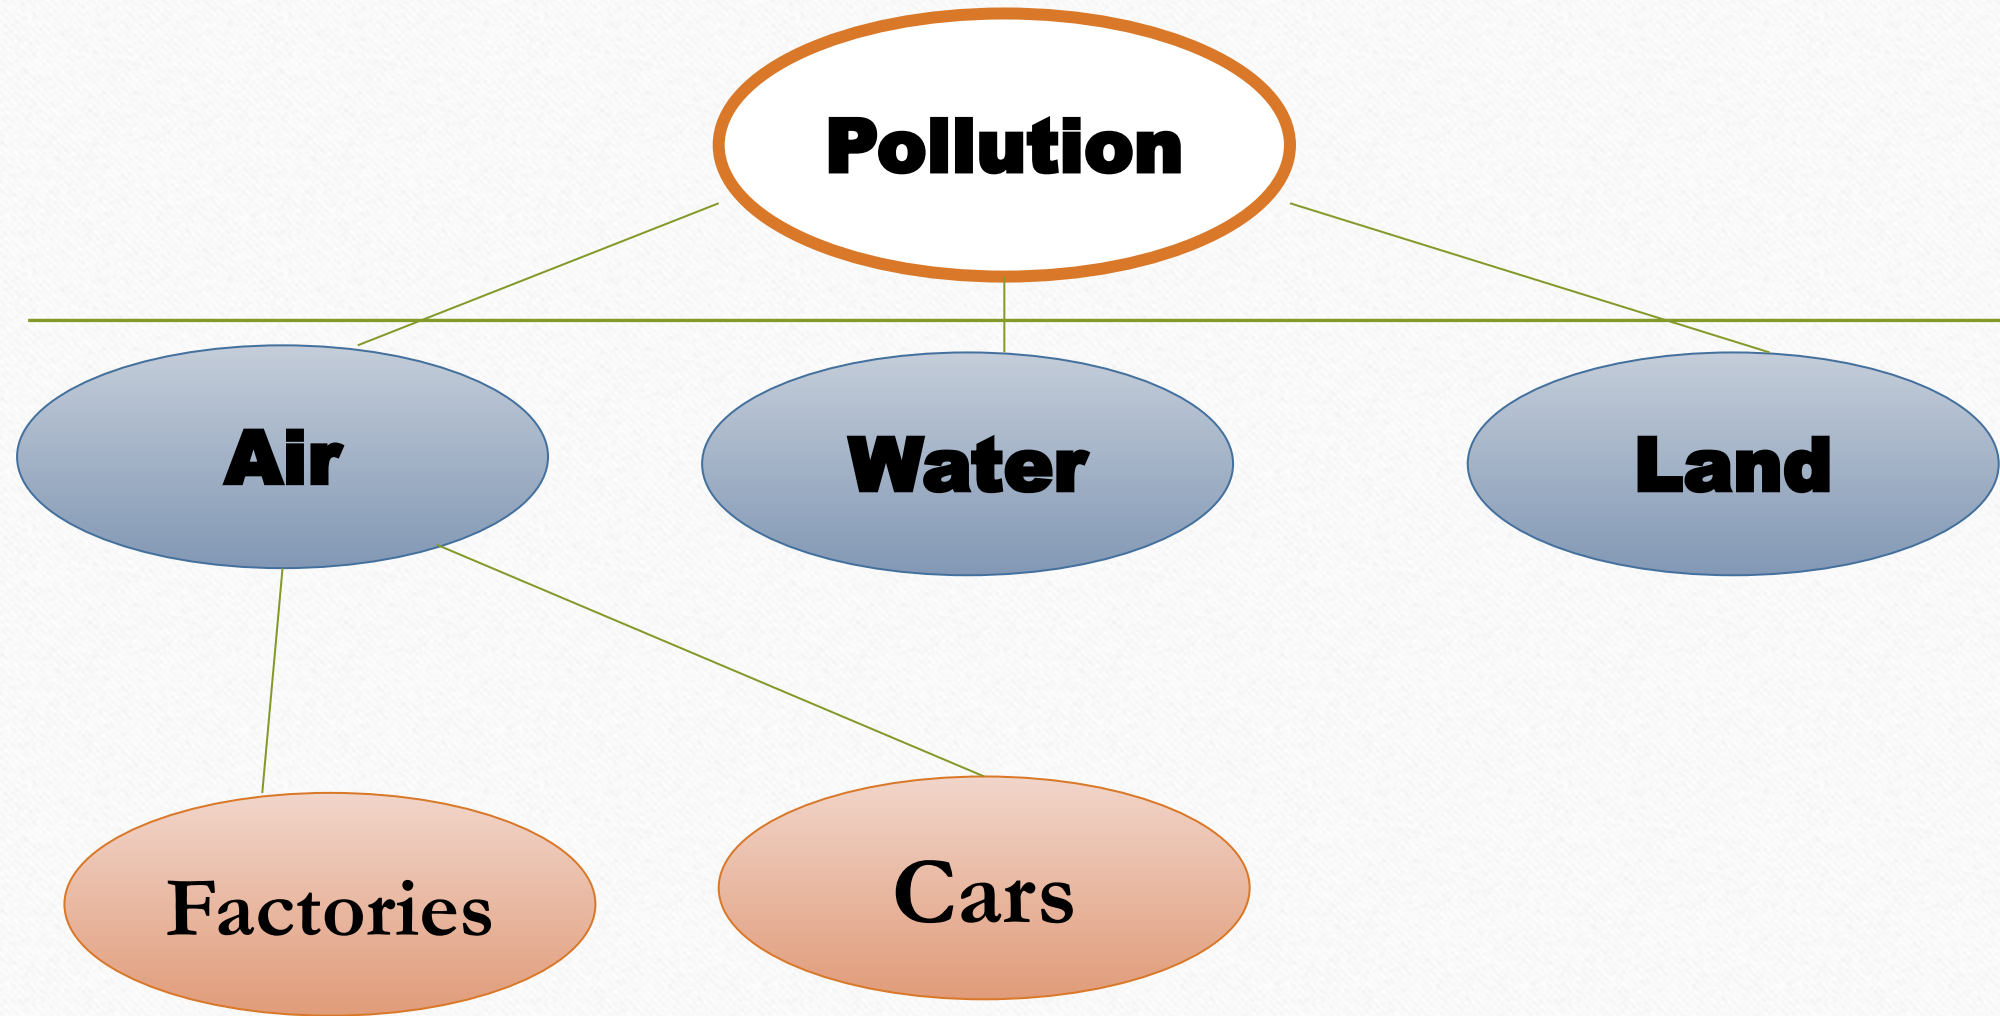 Pollution
Air
Water
Land
Factories
Cars